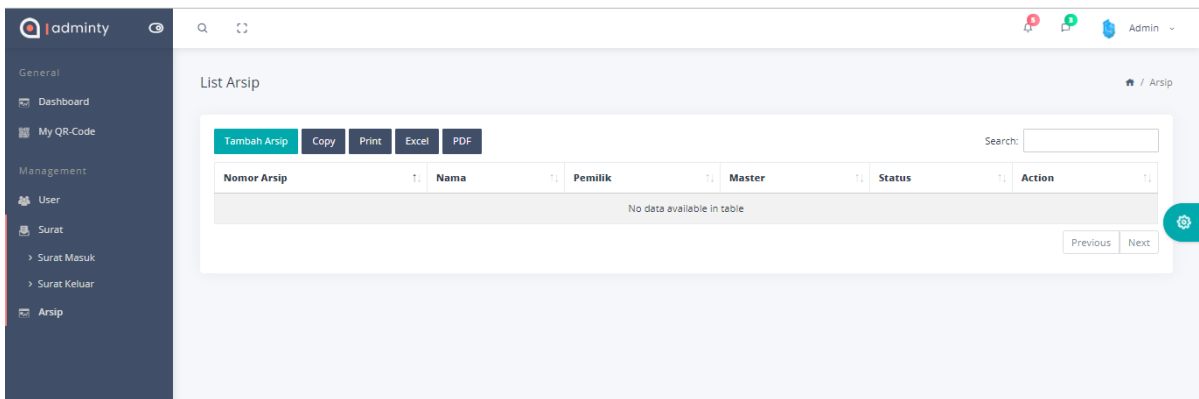 adminty
5
5
Admin
General
Dashboard
My QR-Code
Management
User
Surat
Surat Masuk
Surat Keluar
Arsip
List Arsip
/ Arsip
Tambah Arsip Copy Print Excel PDF
Search:
Nomor Arsip Nama Pemilik Master Status Action
No data available in table
Previous Next